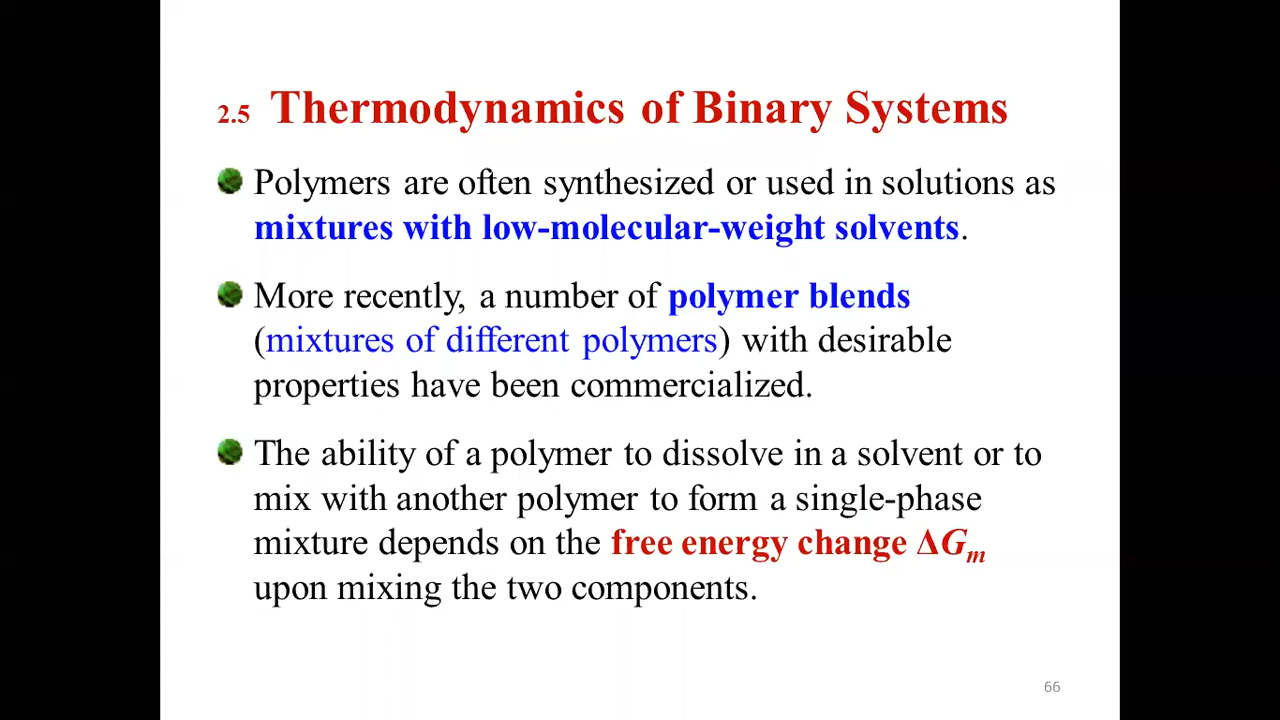 2.5 Thermodynamics of Binary Systems
Polymers are often synthesized or used in solutions as
mixtures with low-molecular-weight solvents.
More recently, a number of polymer blends
(mixtures of different polymers) with desirable
properties have been commercialized.
The ability of a polymer to dissolve in a solvent or to
mix with another polymer to form a single-phase
mixture depends on the free energy change ΔGm
upon mixing the two components.
66